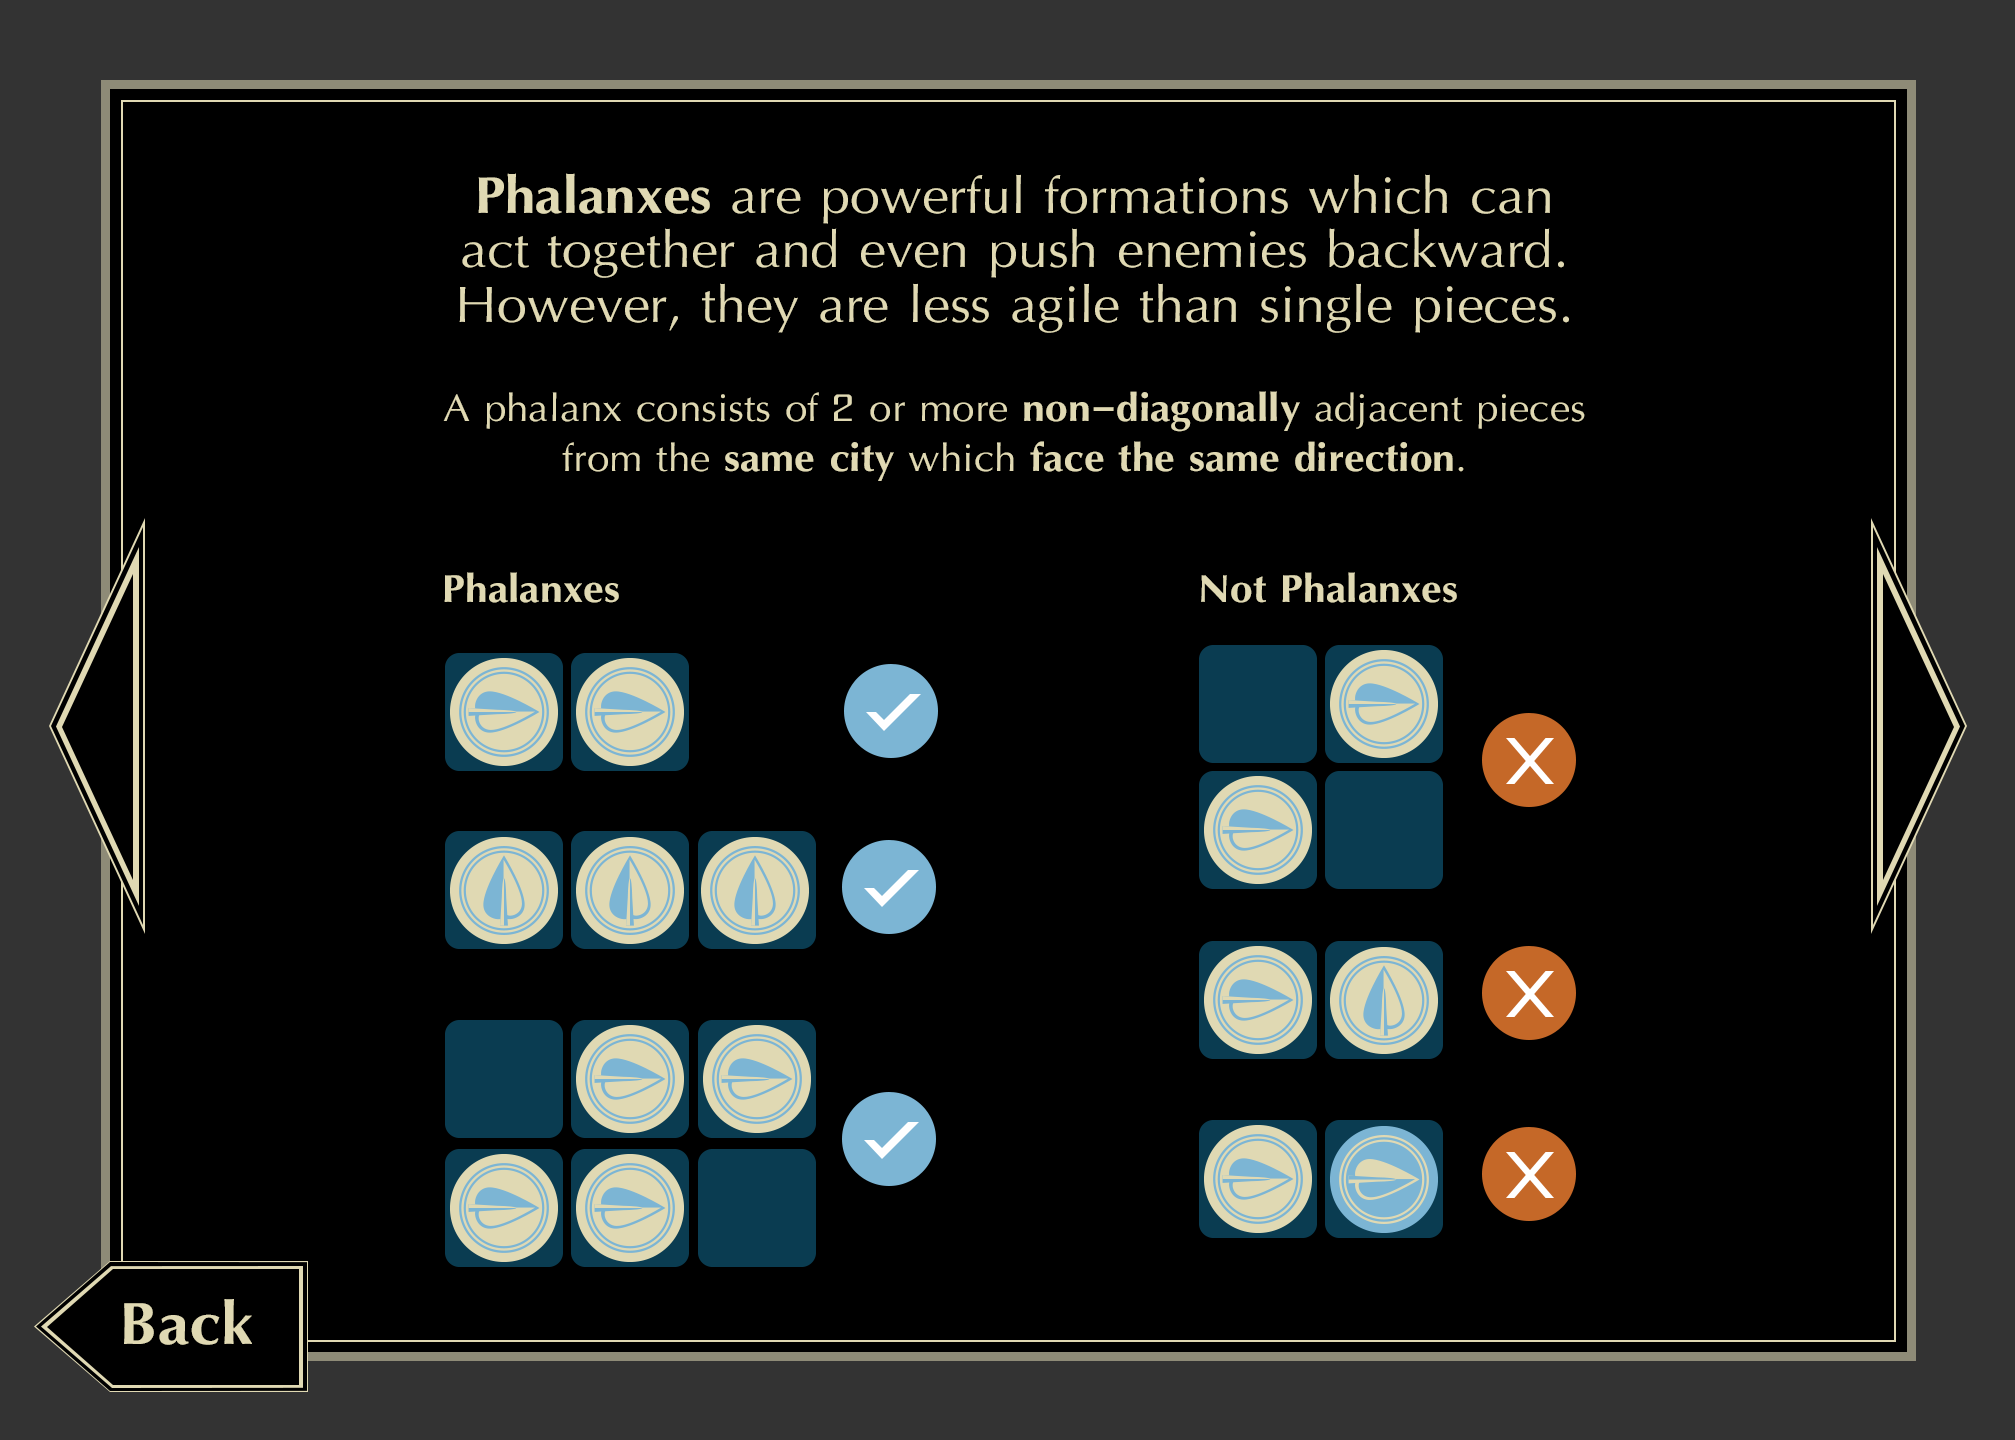 Phalanxes are powerful formations which can
act together and even push enemies backward.
However, they are less agile than single pieces.
A phalanx consists of 2 or more non-diagonally adjacent pieces
from the same city which face the same direction.
Phalanxes
Not Phalanxes
Back